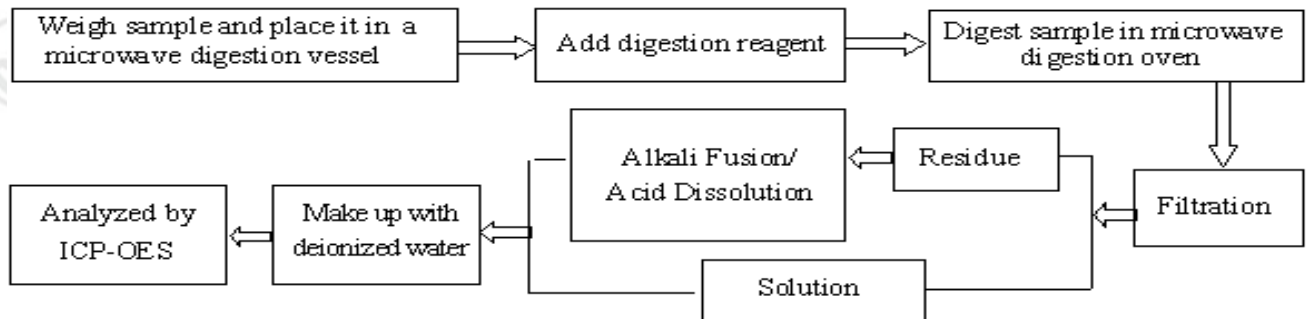 Weigh sample and place it in a
microwave digestion vessel
Add digestion reagent
Digest sample in microwave
digestion oven
Filtration
Residue
Alkali Fusion/
Acid Dissolution
Solution
Make up with
deionized water
Analyzed by
ICP-OES